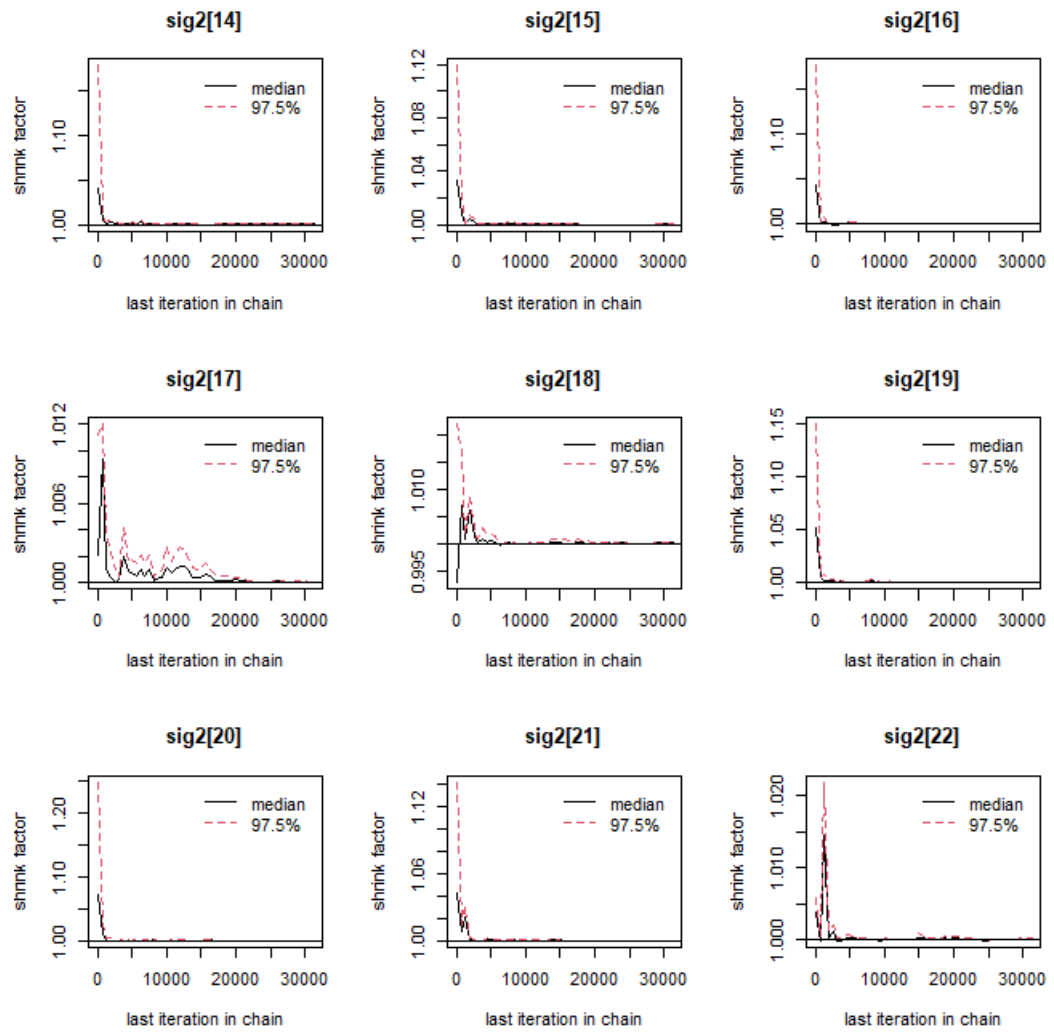 sig2[14]
shrink factor
1.00 1.10
median
97.5%
0 10000 20000 30000
last iteration in chain
sig2[15]
shrink factor
1.00 1.04 1.08 1.12
median
97.5%
0 10000 20000 30000
last iteration in chain
sig2[16]
shrink factor
1.00 1.10
median
97.5%
0 10000 20000 30000
last iteration in chain
sig2[17]
shrink factor
1.000 1.006 1.012
median
97.5%
0 10000 20000 30000
last iteration in chain
sig2[18]
shrink factor
0.995 1.010
median
97.5%
0 10000 20000 30000
last iteration in chain
sig2[19]
shrink factor
1.00 1.05 1.10 1.15
median
97.5%
0 10000 20000 30000
last iteration in chain
sig2[20]
shrink factor
1.00 1.10 1.20
median
97.5%
0 10000 20000 30000
last iteration in chain
sig2[21]
shrink factor
1.00 1.06 1.12
median
97.5%
0 10000 20000 30000
last iteration in chain
sig2[22]
shrink factor
1.000 1.010 1.020
median
97.5%
0 10000 20000 30000
last iteration in chain